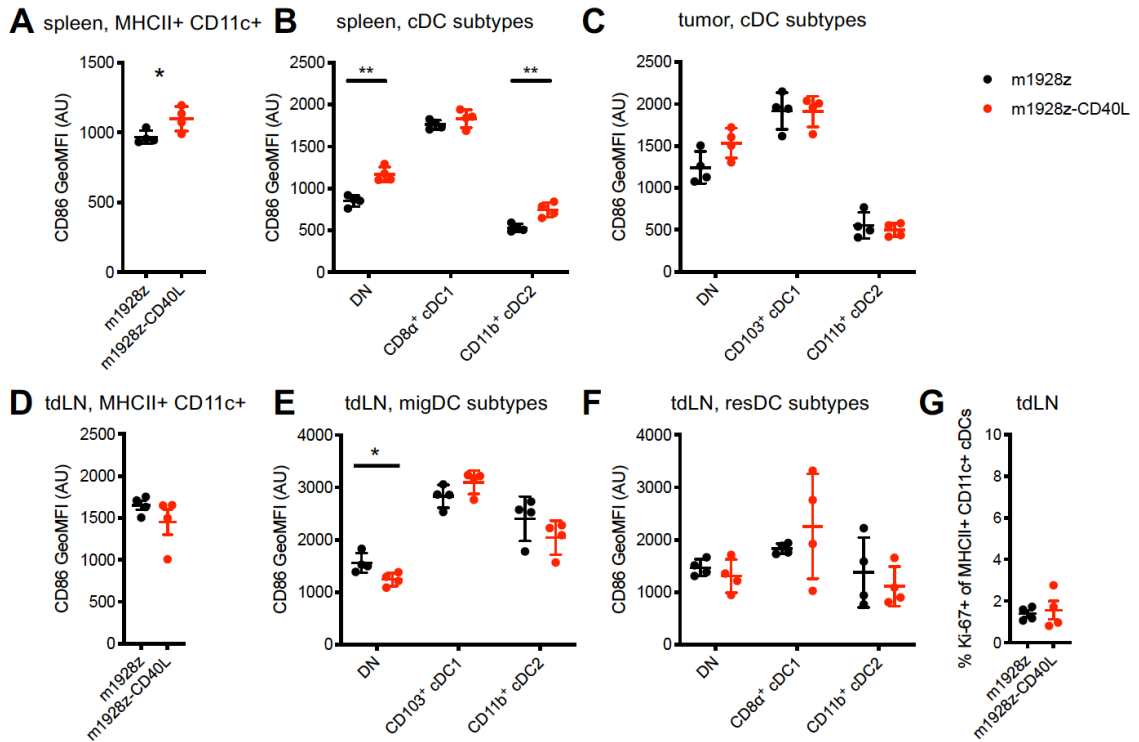 A spleen, MHCII+ CD11c+
CD86 GeoMFI (AU)
1500
1000
500
0
*
m1928z
m1928z-CD40L
B spleen, cDC subtypes
CD86 GeoMFI (AU)
2500
2000
1500
1000
500
0
**
**
DN
CD8α⁺ cDC1
CD11b⁺ cDC2
C tumor, cDC subtypes
CD86 GeoMFI (AU)
2500
2000
1500
1000
500
0
DN
CD103⁺ cDC1
CD11b⁺ cDC2
m1928z
m1928z-CD40L
D tdLN, MHCII+ CD11c+
CD86 GeoMFI (AU)
2500
2000
1500
1000
500
0
m1928z
m1928z-CD40L
E tdLN, migDC subtypes
CD86 GeoMFI (AU)
4000
3000
2000
1000
0
*
DN
CD103⁺ cDC1
CD11b⁺ cDC2
F tdLN, resDC subtypes
CD86 GeoMFI (AU)
4000
3000
2000
1000
0
DN
CD8α⁺ cDC1
CD11b⁺ cDC2
G tdLN
% Ki-67+ of MHCII+ CD11c+ cDCs
10
8
6
4
2
0
m1928z
m1928z-CD40L